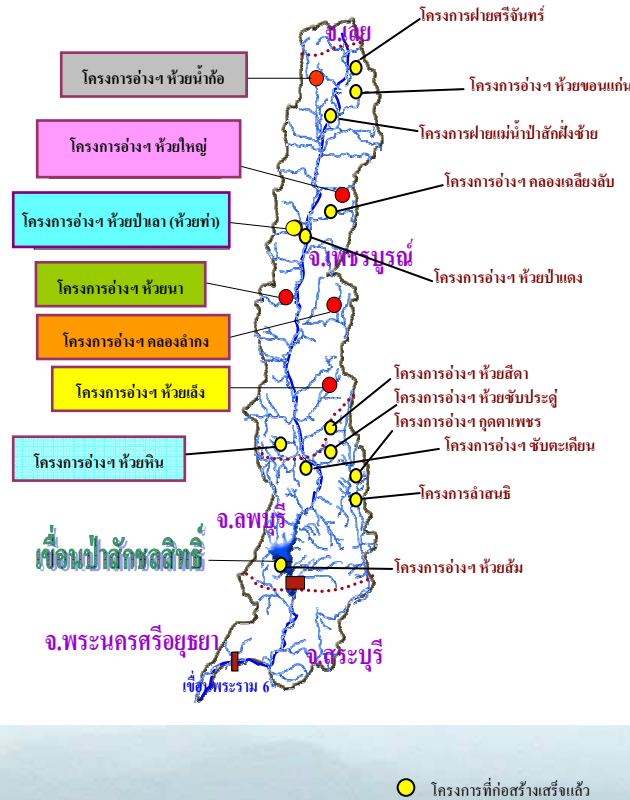 โครงการฝายศรีจันทร์
จ.เลย
โครงการอ่างฯ ห้วยน้ำก้อ
โครงการอ่างฯ ห้วยขอนแก่น
โครงการฝายแม่น้ำป่าสักฝั่งซ้าย
โครงการอ่างฯ ห้วยใหญ่
โครงการอ่างฯ คลองเฉลียงลับ
โครงการอ่างฯ ห้วยป่าเลา (ห้วยท่า)
จ.เพชรบูรณ์
โครงการอ่างฯ ห้วยป่าแดง
โครงการอ่างฯ ห้วยนา
โครงการอ่างฯ คลองลำกง
โครงการอ่างฯ ห้วยเล็ง
โครงการอ่างฯ ห้วยสีดา
โครงการอ่างฯ ห้วยซับประดู่
โครงการอ่างฯ กุดตาเพชร
โครงการอ่างฯ ซับตะเคียน
โครงการอ่างฯ ห้วยหิน
โครงการลำสนธิ
จ.ลพบุรี
เขื่อนป่าสักชลสิทธิ์
โครงการอ่างฯ ห้วยส้ม
จ.พระนครศรีอยุธยา
จ.สระบุรี
เขื่อนพระราม 6
โครงการที่ก่อสร้างเสร็จแล้ว